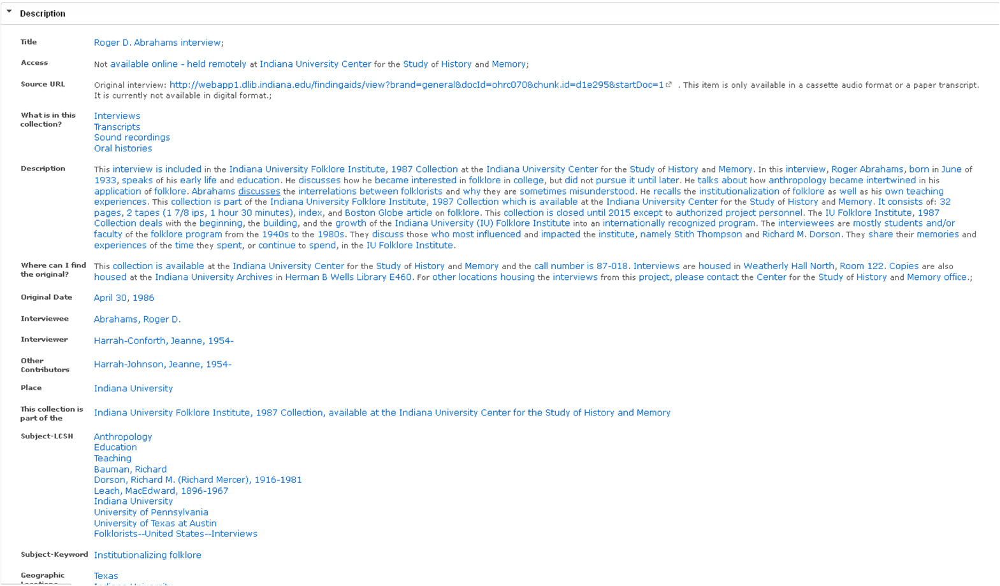 Description
Title Roger D. Abrahams interview;
Access Not available online - held remotely at Indiana University Center for the Study of History and Memory;
Source URL Original interview: http://webapp1.dlib.indiana.edu/findingaids/view?brand=general&docId=ohrc070&chunk.id=d1e295&startDoc=1 . This item is only available in a cassette audio format or a paper transcript.
It is currently not available in digital format.;
What is in this collection? Interviews
Transcripts
Sound recordings
Oral histories
Description This interview is included in the Indiana University Folklore Institute, 1987 Collection at the Indiana University Center for the Study of History and Memory. In this interview, Roger Abrahams, born in June of
1933, speaks of his early life and education. He discusses how he became interested in folklore in college, but did not pursue it until later. He talks about how anthropology became intertwined in his
application of folklore. Abrahams discusses the interrelations between folklorists and why they are sometimes misunderstood. He recalls the institutionalization of folklore as well as his own teaching
experiences. This collection is part of the Indiana University Folklore Institute, 1987 Collection which is available at the Indiana University Center for the Study of History and Memory. It consists of: 32
pages, 2 tapes (1 7/8 ips, 1 hour 30 minutes), index, and Boston Globe article on folklore. This collection is closed until 2015 except to authorized project personnel. The IU Folklore Institute, 1987
Collection deals with the beginning, the building, and the growth of the Indiana University (IU) Folklore Institute into an internationally recognized program. The interviewees are mostly students and/or
faculty of the folklore program from the 1940s to the 1980s. They discuss those who most influenced and impacted the institute, namely Stith Thompson and Richard M. Dorson. They share their memories and
experiences of the time they spent, or continue to spend, in the IU Folklore Institute.
Where can I find the original? This collection is available at the Indiana University Center for the Study of History and Memory and the call number is 87-018. Interviews are housed in Weatherly Hall North, Room 122. Copies are also
housed at the Indiana University Archives in Herman B Wells Library E460. For other locations housing the interviews from this project, please contact the Center for the Study of History and Memory office.;
Original Date April 30, 1986
Interviewee Abrahams, Roger D.
Interviewer Harrah-Conforth, Jeanne, 1954-
Other Contributors Harrah-Johnson, Jeanne, 1954-
Place Indiana University
This collection is part of the Indiana University Folklore Institute, 1987 Collection, available at the Indiana University Center for the Study of History and Memory
Subject-LCSH Anthropology
Education
Teaching
Bauman, Richard
Dorson, Richard M. (Richard Mercer), 1916-1981
Leach, MacEdward, 1896-1967
Indiana University
University of Pennsylvania
University of Texas at Austin
Folklorists--United States--Interviews
Subject-Keyword Institutionalizing folklore
Geographic Texas
Indiana University